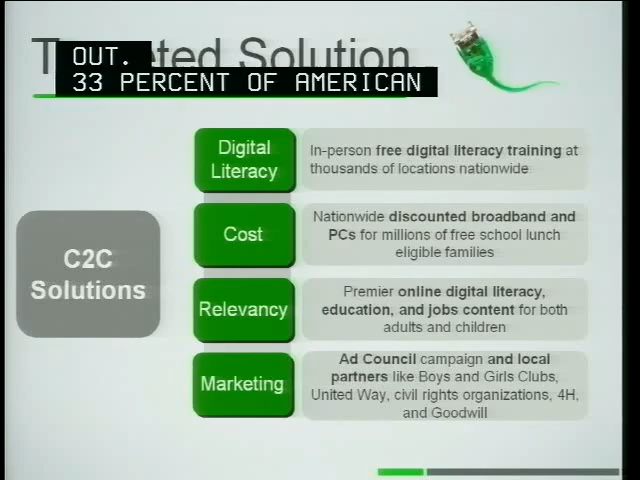 OUT.
33 PERCENT OF AMERICAN
T eted Solution
Digital
Literacy
In-person free digital literacy training at
thousands of locations nationwide
Cost
Nationwide discounted broadband and
PCs for millions of free school lunch
eligible families
C2C
Solutions
Relevancy
Premier online digital literacy,
education, and jobs content for both
adults and children
Marketing
Ad Council campaign and local
partners like Boys and Girls Clubs,
United Way, civil rights organizations, 4H,
and Goodwill